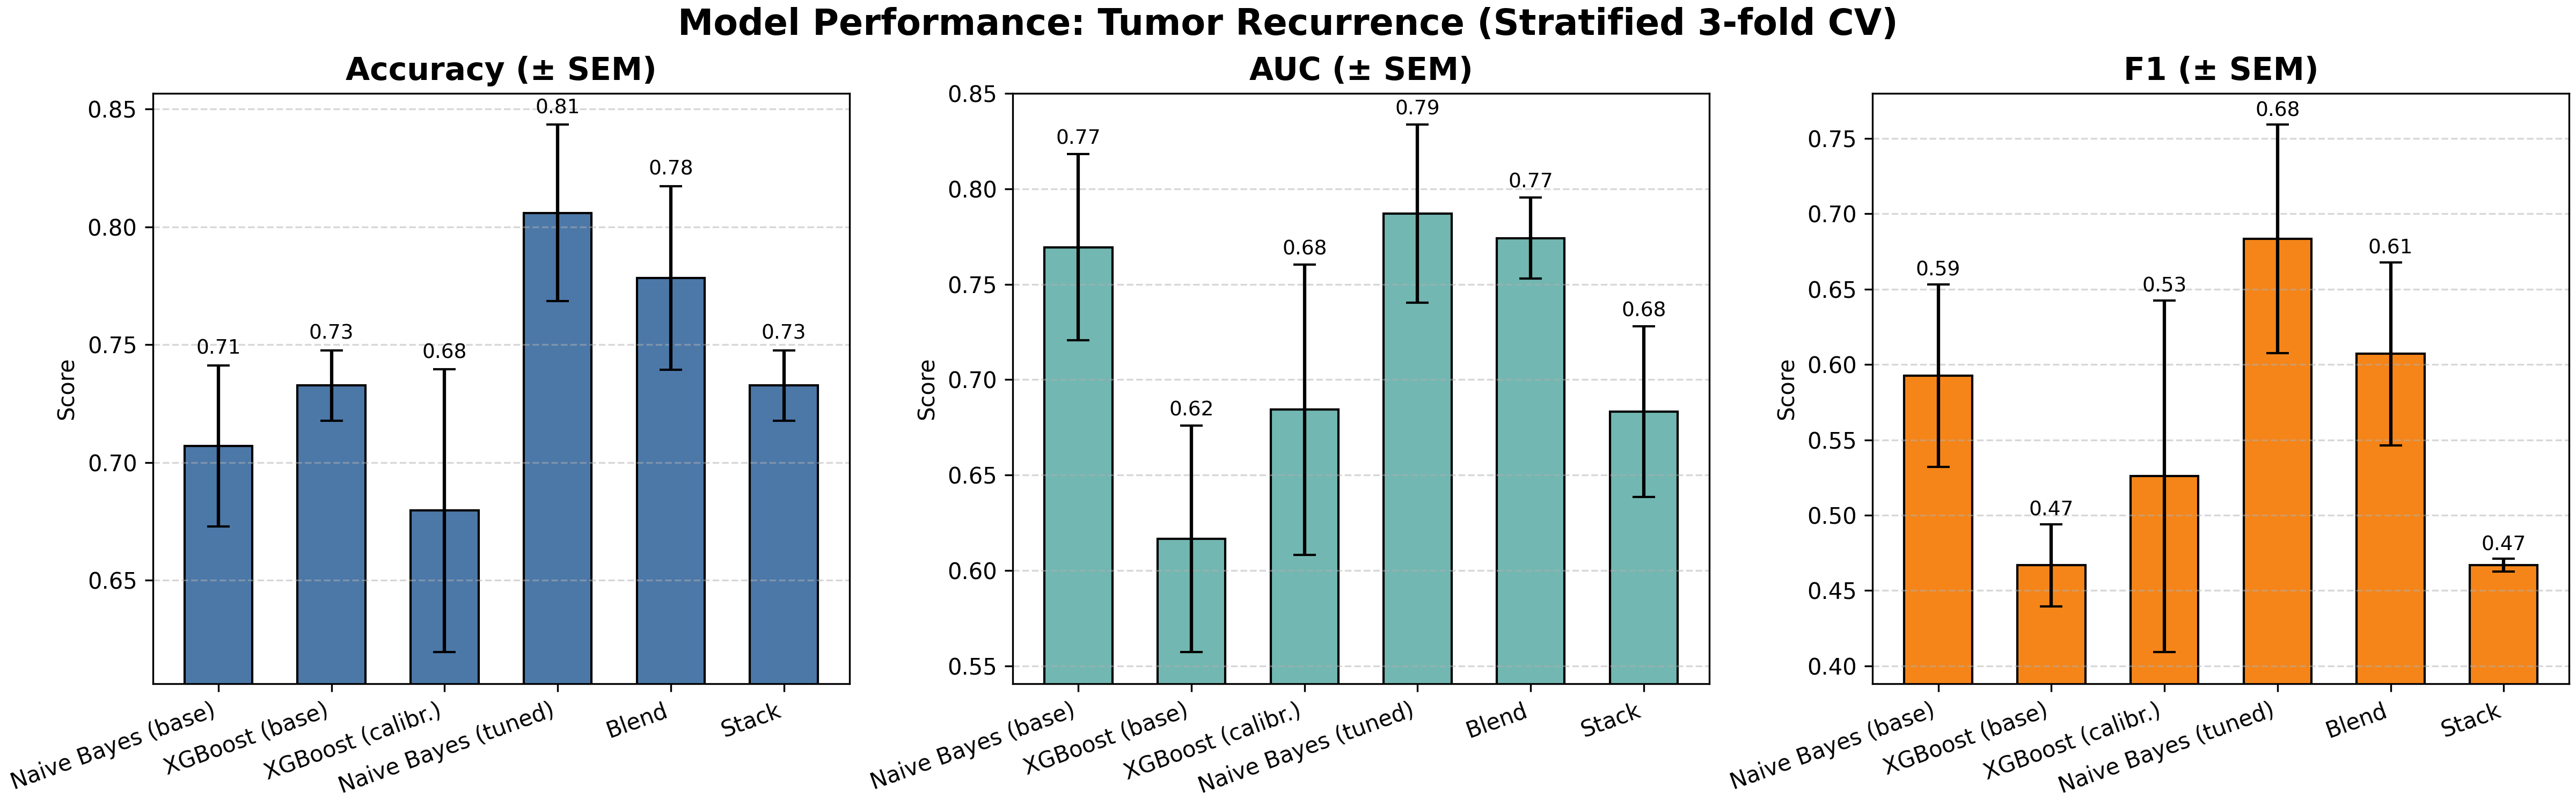 Model Performance: Tumor Recurrence (Stratified 3-fold CV)
Accuracy (± SEM)
Score
0.85
0.80
0.75
0.70
0.65
0.71
0.73
0.68
0.81
0.78
0.73
Naive Bayes (base)
XGBoost (base)
XGBoost (calibr.)
Naive Bayes (tuned)
Blend
Stack
AUC (± SEM)
Score
0.85
0.80
0.75
0.70
0.65
0.60
0.55
0.77
0.62
0.68
0.79
0.77
0.68
Naive Bayes (base)
XGBoost (base)
XGBoost (calibr.)
Naive Bayes (tuned)
Blend
Stack
F1 (± SEM)
Score
0.75
0.70
0.65
0.60
0.55
0.50
0.45
0.40
0.59
0.47
0.53
0.68
0.61
0.47
Naive Bayes (base)
XGBoost (base)
XGBoost (calibr.)
Naive Bayes (tuned)
Blend
Stack